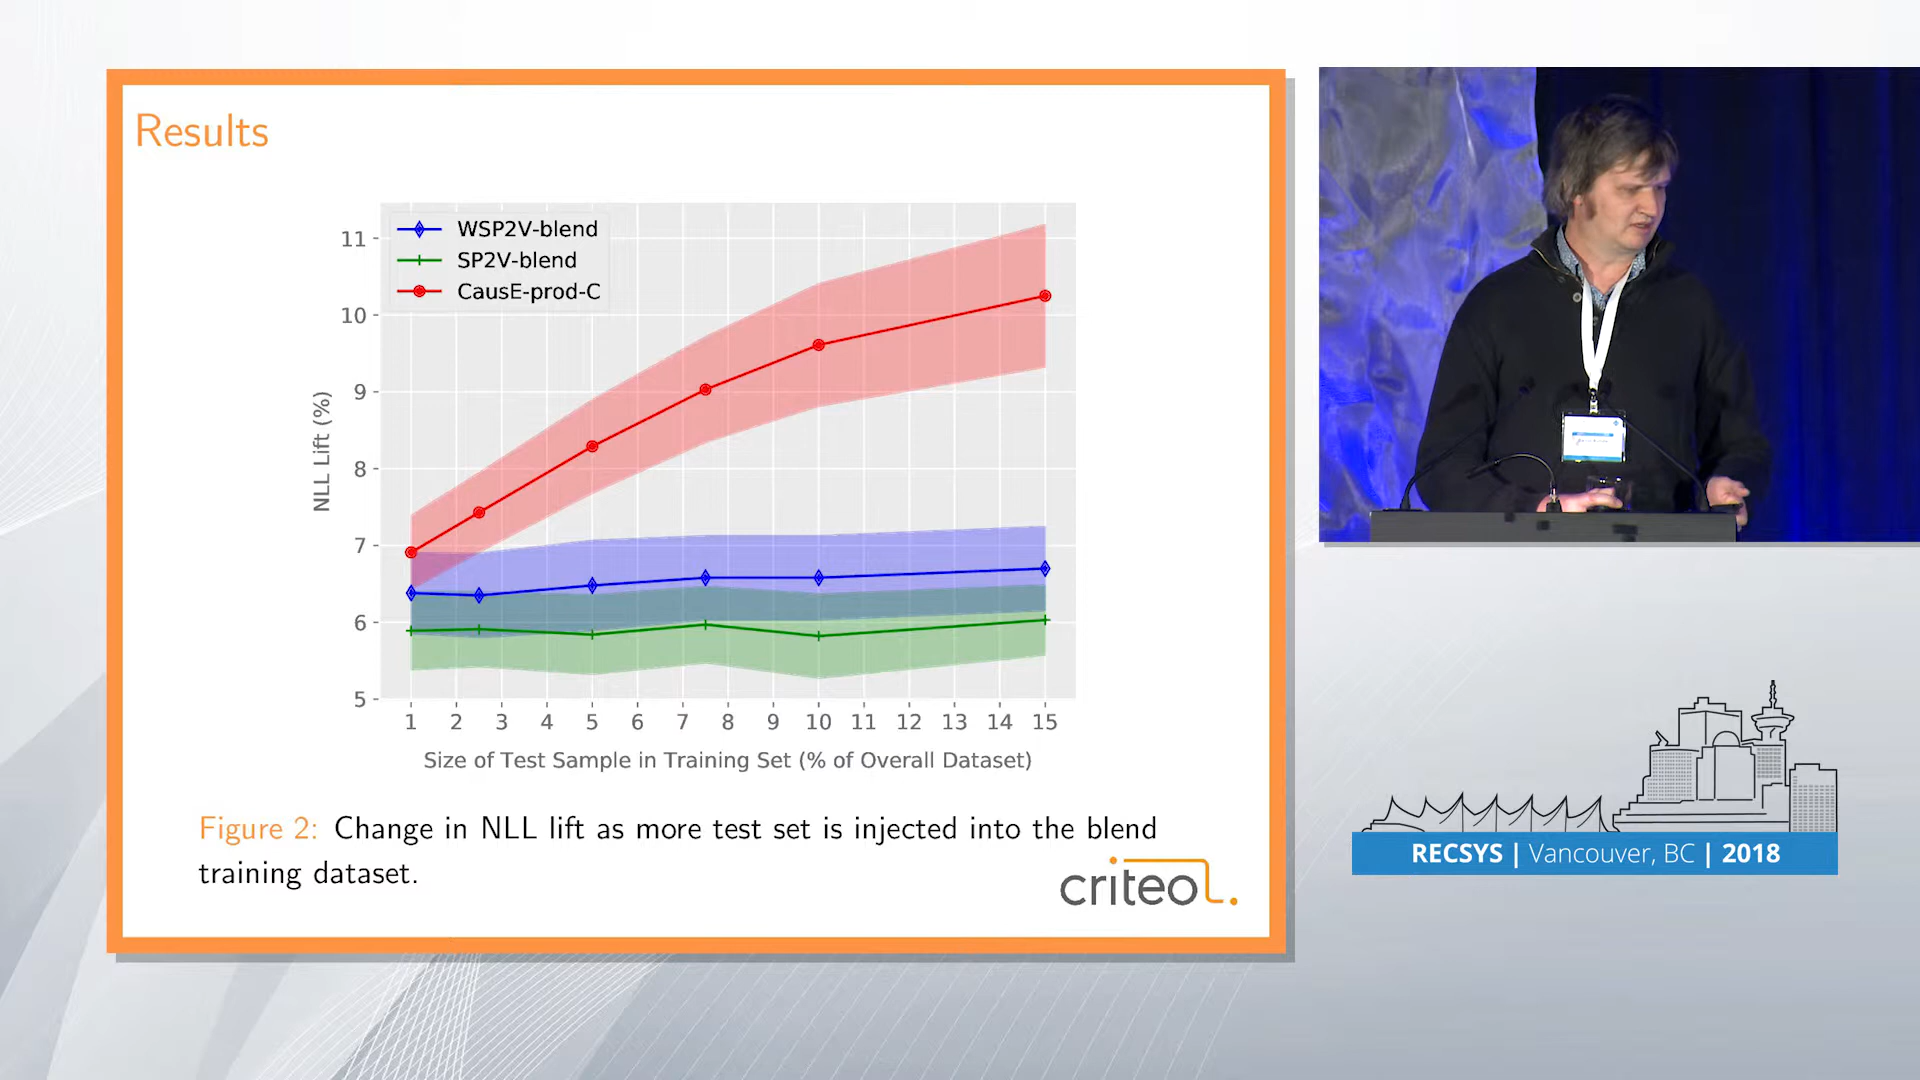 Results
WSP2V-blend
SP2V-blend
CausE-prod-C
11
10
9
8
7
6
5
NLL Lift (%)
1 2 3 4 5 6 7 8 9 10 11 12 13 14 15
Size of Test Sample in Training Set (% of Overall Dataset)
Figure 2: Change in NLL lift as more test set is injected into the blend
training dataset.
criteo
RECSYS | Vancouver, BC | 2018